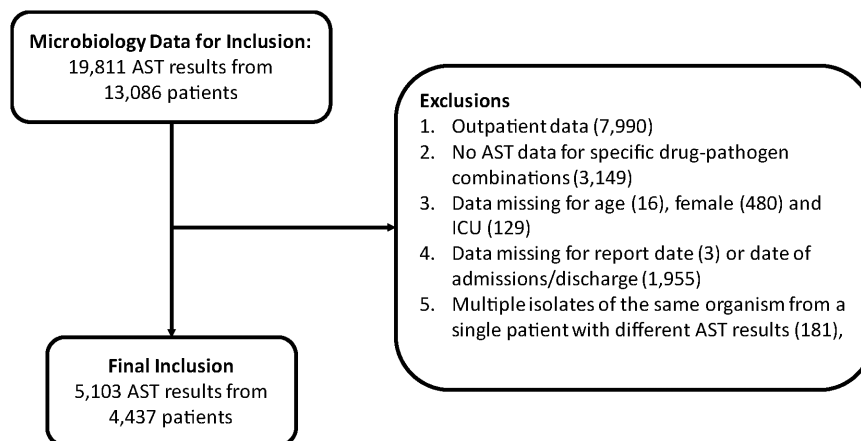 Microbiology Data for Inclusion:
19,811 AST results from
13,086 patients
Exclusions
1. Outpatient data (7,990)
2. No AST data for specific drug-pathogen
combinations (3,149)
3. Data missing for age (16), female (480) and
ICU (129)
4. Data missing for report date (3) or date of
admissions/discharge (1,955)
5. Multiple isolates of the same organism from a
single patient with different AST results (181),
Final Inclusion
5,103 AST results from
4,437 patients